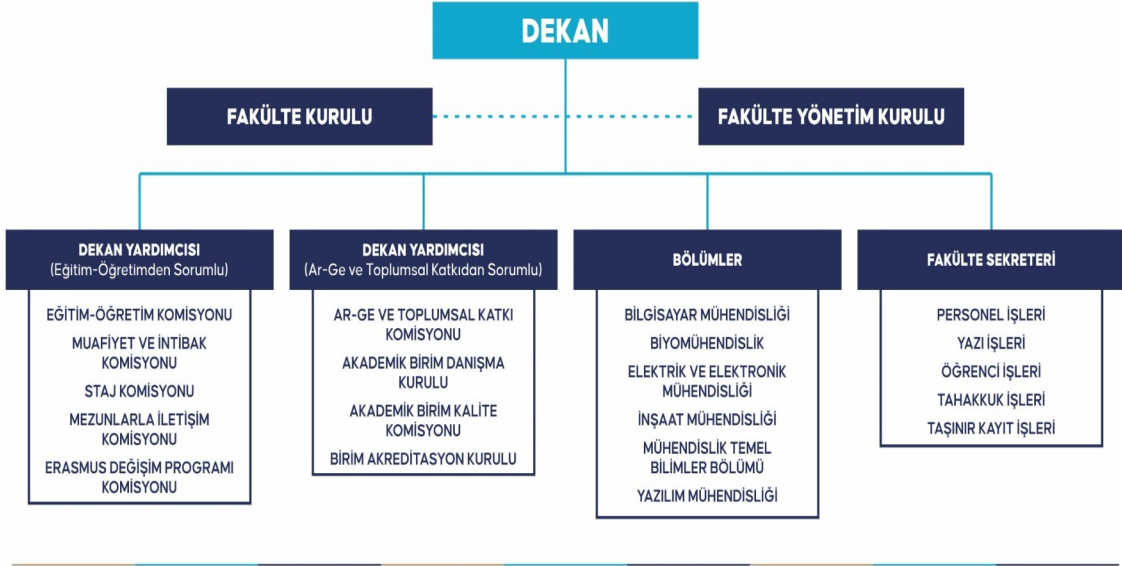 DEKAN
FAKÜLTE KURULU
FAKÜLTE YÖNETİM KURULU
DEKAN YARDIMCISI
(Eğitim-Öğretimden Sorumlu)
EĞİTİM-ÖĞRETİM KOMİSYONU
MUAFİYET VE İNTİBAK
KOMİSYONU
STAJ KOMİSYONU
MEZUNLARLA İLETİŞİM
KOMİSYONU
ERASMUS DEĞİŞİM PROGRAMI
KOMİSYONU
DEKAN YARDIMCISI
(Ar-Ge ve Toplumsal Katkıdan Sorumlu)
AR-GE VE TOPLUMSAL KATKI
KOMİSYONU
AKADEMİK BİRİM DANIŞMA
KURULU
AKADEMİK BİRİM KALİTE
KOMİSYONU
BİRİM AKREDİTASYON KURULU
BÖLÜMLER
BİLGİSAYAR MÜHENDİSLİĞİ
BİYOMÜHENDİSLİK
ELEKTRİK VE ELEKTRONİK
MÜHENDİSLİĞİ
İNŞAAT MÜHENDİSLİĞİ
MÜHENDİSLİK TEMEL
BİLİMLER BÖLÜMÜ
YAZILIM MÜHENDİSLİĞİ
FAKÜLTE SEKRETERİ
PERSONEL İŞLERİ
YAZI İŞLERİ
ÖĞRENCİ İŞLERİ
TAHAKKUK İŞLERİ
TAŞINIR KAYIT İŞLERİ